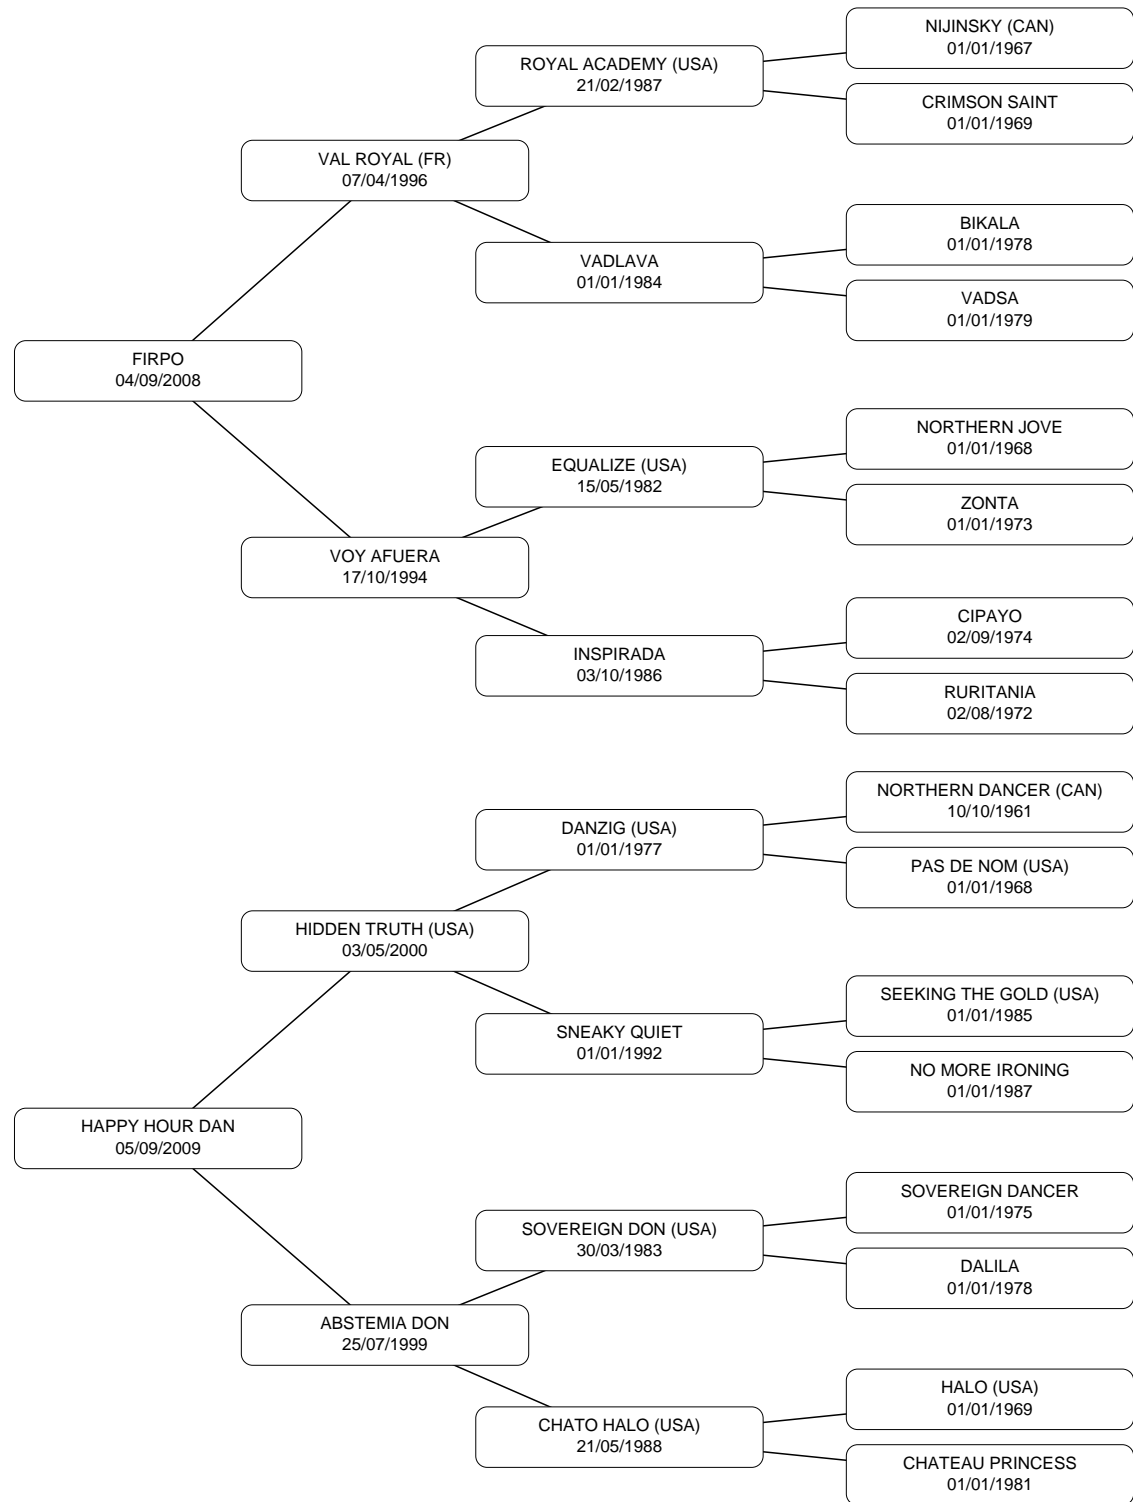 NIJINSKY (CAN)
01/01/1967
ROYAL ACADEMY (USA)
21/02/1987
CRIMSON SAINT
01/01/1969
VAL ROYAL (FR)
07/04/1996
BIKALA
01/01/1978
VADLAVA
01/01/1984
VADSA
01/01/1979
FIRPO
04/09/2008
NORTHERN JOVE
01/01/1968
EQUALIZE (USA)
15/05/1982
ZONTA
01/01/1973
VOY AFUERA
17/10/1994
CIPAYO
02/09/1974
INSPIRADA
03/10/1986
RURITANIA
02/08/1972
NORTHERN DANCER (CAN)
10/10/1961
DANZIG (USA)
01/01/1977
PAS DE NOM (USA)
01/01/1968
HIDDEN TRUTH (USA)
03/05/2000
SEEKING THE GOLD (USA)
01/01/1985
SNEAKY QUIET
01/01/1992
NO MORE IRONING
01/01/1987
HAPPY HOUR DAN
05/09/2009
SOVEREIGN DANCER
01/01/1975
SOVEREIGN DON (USA)
30/03/1983
DALILA
01/01/1978
ABSTEMIA DON
25/07/1999
HALO (USA)
01/01/1969
CHATO HALO (USA)
21/05/1988
CHATEAU PRINCESS
01/01/1981